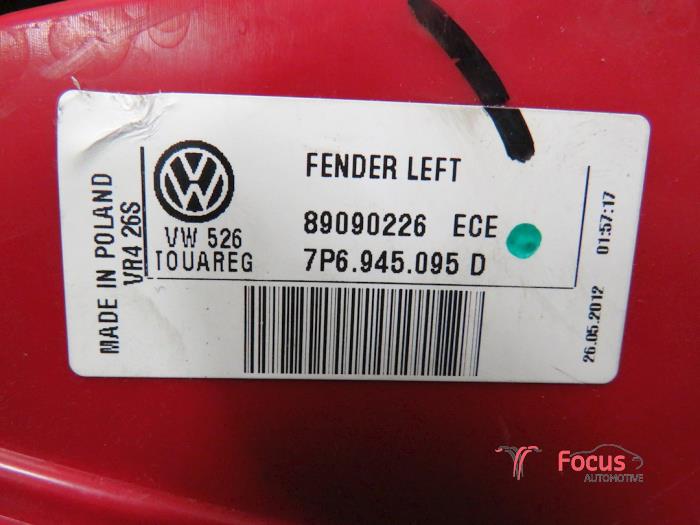 MADE IN POLAND
VR4 26S
VW
VW 526
TOUAREG
FENDER LEFT
89090226 ECE
7P6.945.095 D
26.05.2012 01:57:17
Focus
AUTOMOTIVE